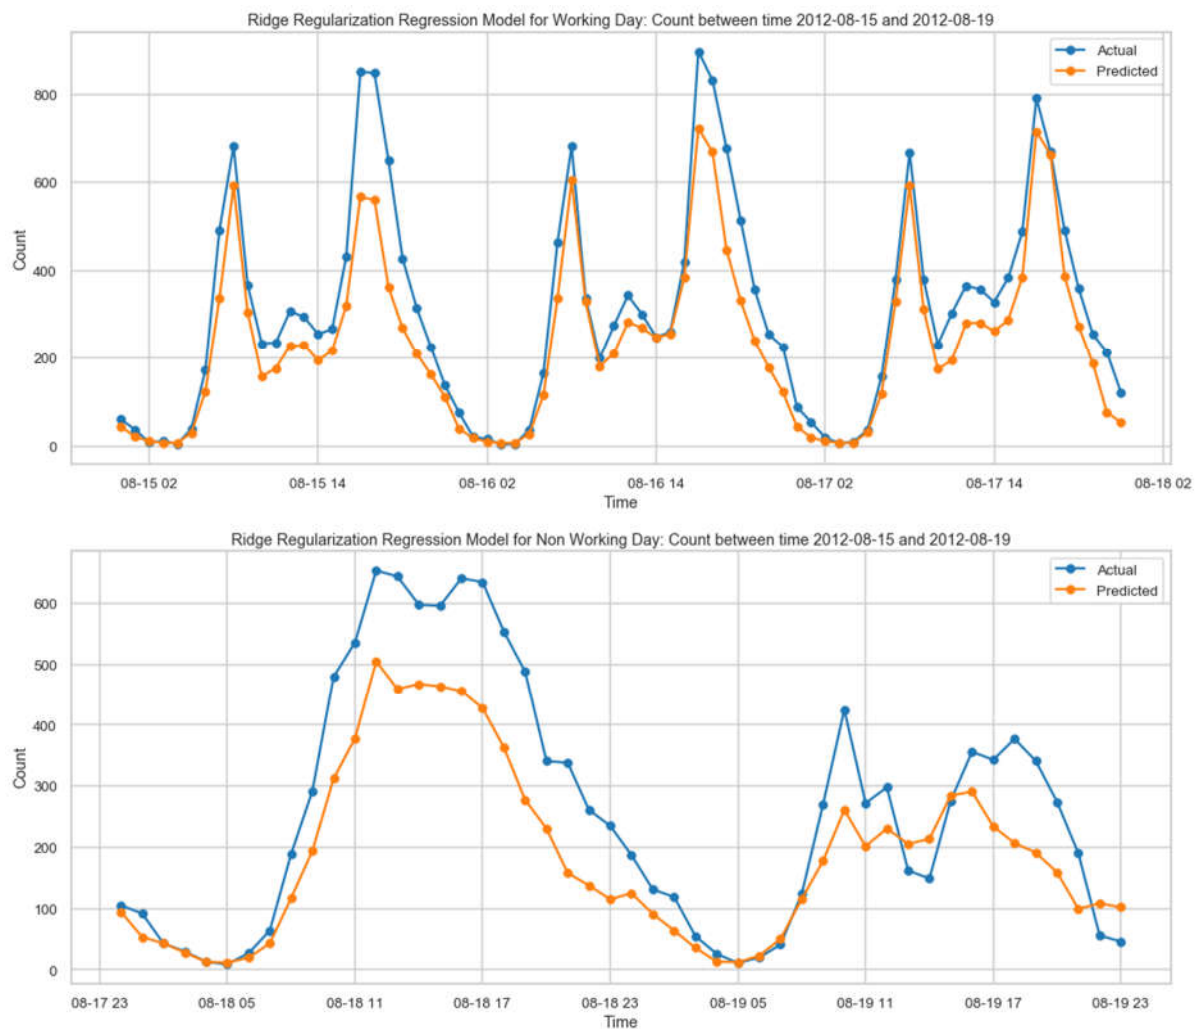 Ridge Regularization Regression Model for Working Day: Count between time 2012-08-15 and 2012-08-19
Actual
Predicted
800
600
400
200
0
Count
08-15 02 08-15 14 08-16 02 08-16 14 08-17 02 08-17 14 08-18 02
Time
Ridge Regularization Regression Model for Non Working Day: Count between time 2012-08-15 and 2012-08-19
Actual
Predicted
600
500
400
300
200
100
0
Count
08-17 23 08-18 05 08-18 11 08-18 17 08-18 23 08-19 05 08-19 11 08-19 17 08-19 23
Time